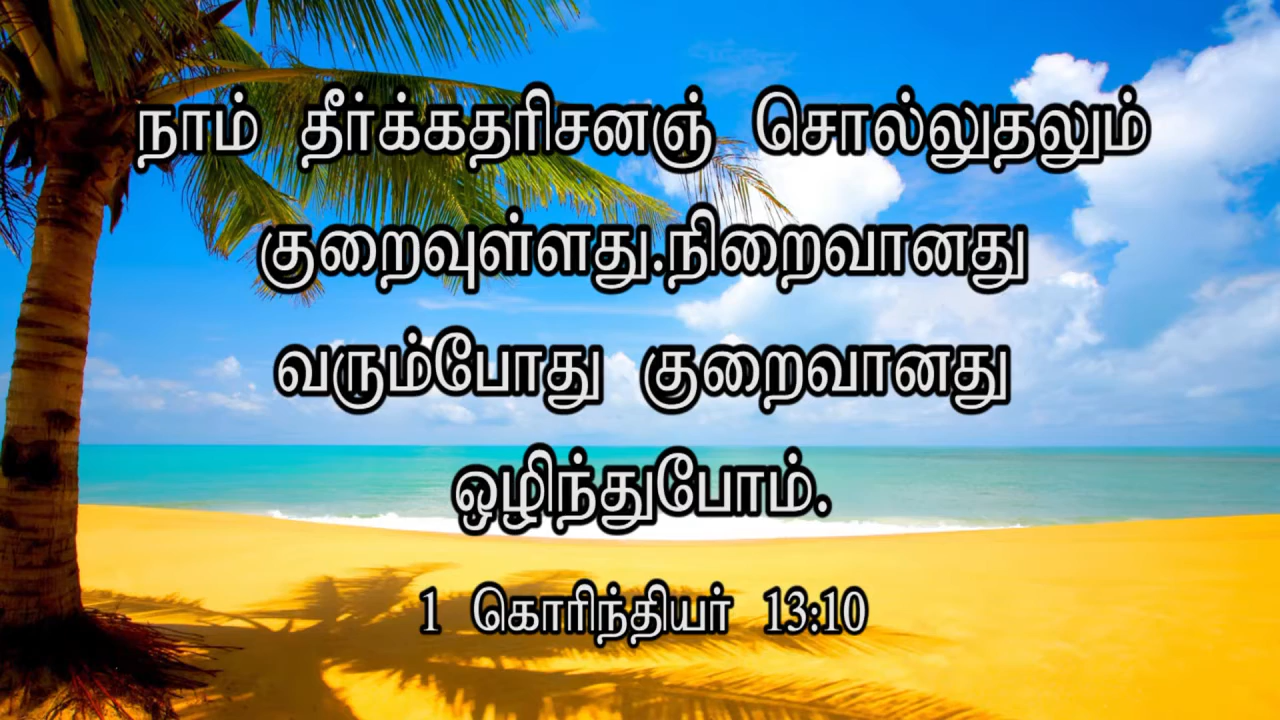 நாம் தீர்க்கதரிசனஞ் சொல்லுதலும்
குறைவுள்ளது.நிறைவானது
வரும்போது குறைவானது
ஒழிந்துபோம்.
1 கொரிந்தியர் 13:10